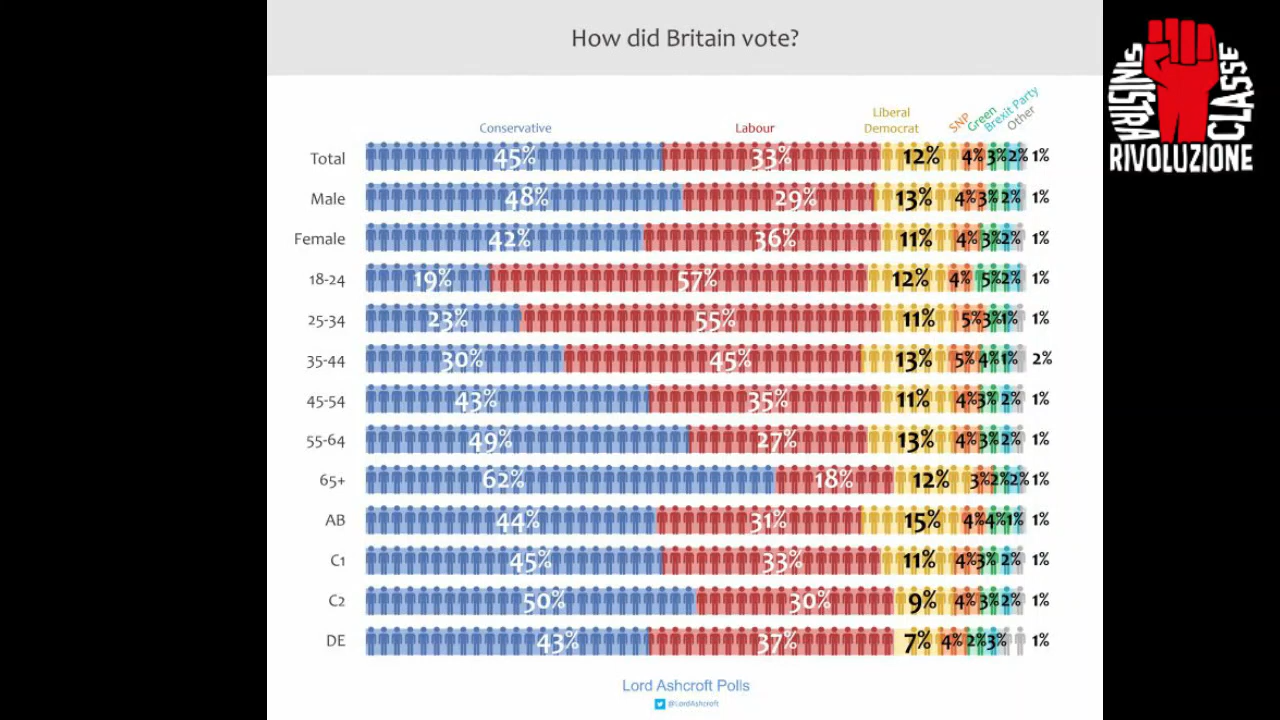 How did Britain vote?
Conservative Labour Liberal Democrat SNP Green Brexit Party Other
Total 45% 33% 12% 4% 3% 2% 1%
Male 48% 29% 13% 4% 3% 2% 1%
Female 42% 36% 11% 4% 3% 2% 1%
18-24 19% 57% 12% 4% 5% 2% 1%
25-34 23% 55% 11% 5% 3% 1% 1%
35-44 30% 45% 13% 5% 4% 1% 2%
45-54 43% 35% 11% 4% 3% 2% 1%
55-64 49% 27% 13% 4% 3% 2% 1%
65+ 62% 18% 12% 3% 2% 2% 1%
AB 44% 31% 15% 4% 4% 1% 1%
C1 45% 33% 11% 4% 3% 2% 1%
C2 50% 30% 9% 4% 3% 2% 1%
DE 43% 37% 7% 4% 2% 3% 1%
Lord Ashcroft Polls
@LordAshcroft
SINISTRA CLASSE
RIVOLUZIONE